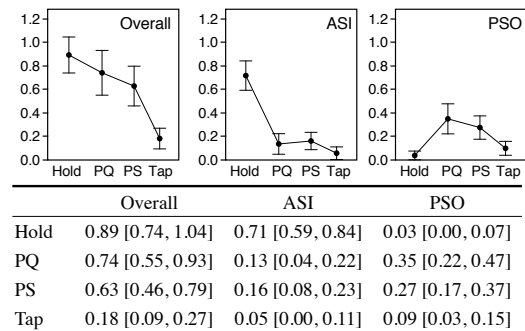 Overall
1.2
1.0
0.8
0.6
0.4
0.2
0.0
Hold PQ PS Tap
ASI
1.2
1.0
0.8
0.6
0.4
0.2
0.0
Hold PQ PS Tap
PSO
1.2
1.0
0.8
0.6
0.4
0.2
0.0
Hold PQ PS Tap
Overall ASI PSO
Hold 0.89 [0.74, 1.04] 0.71 [0.59, 0.84] 0.03 [0.00, 0.07]
PQ 0.74 [0.55, 0.93] 0.13 [0.04, 0.22] 0.35 [0.22, 0.47]
PS 0.63 [0.46, 0.79] 0.16 [0.08, 0.23] 0.27 [0.17, 0.37]
Tap 0.18 [0.09, 0.27] 0.05 [0.00, 0.11] 0.09 [0.03, 0.15]